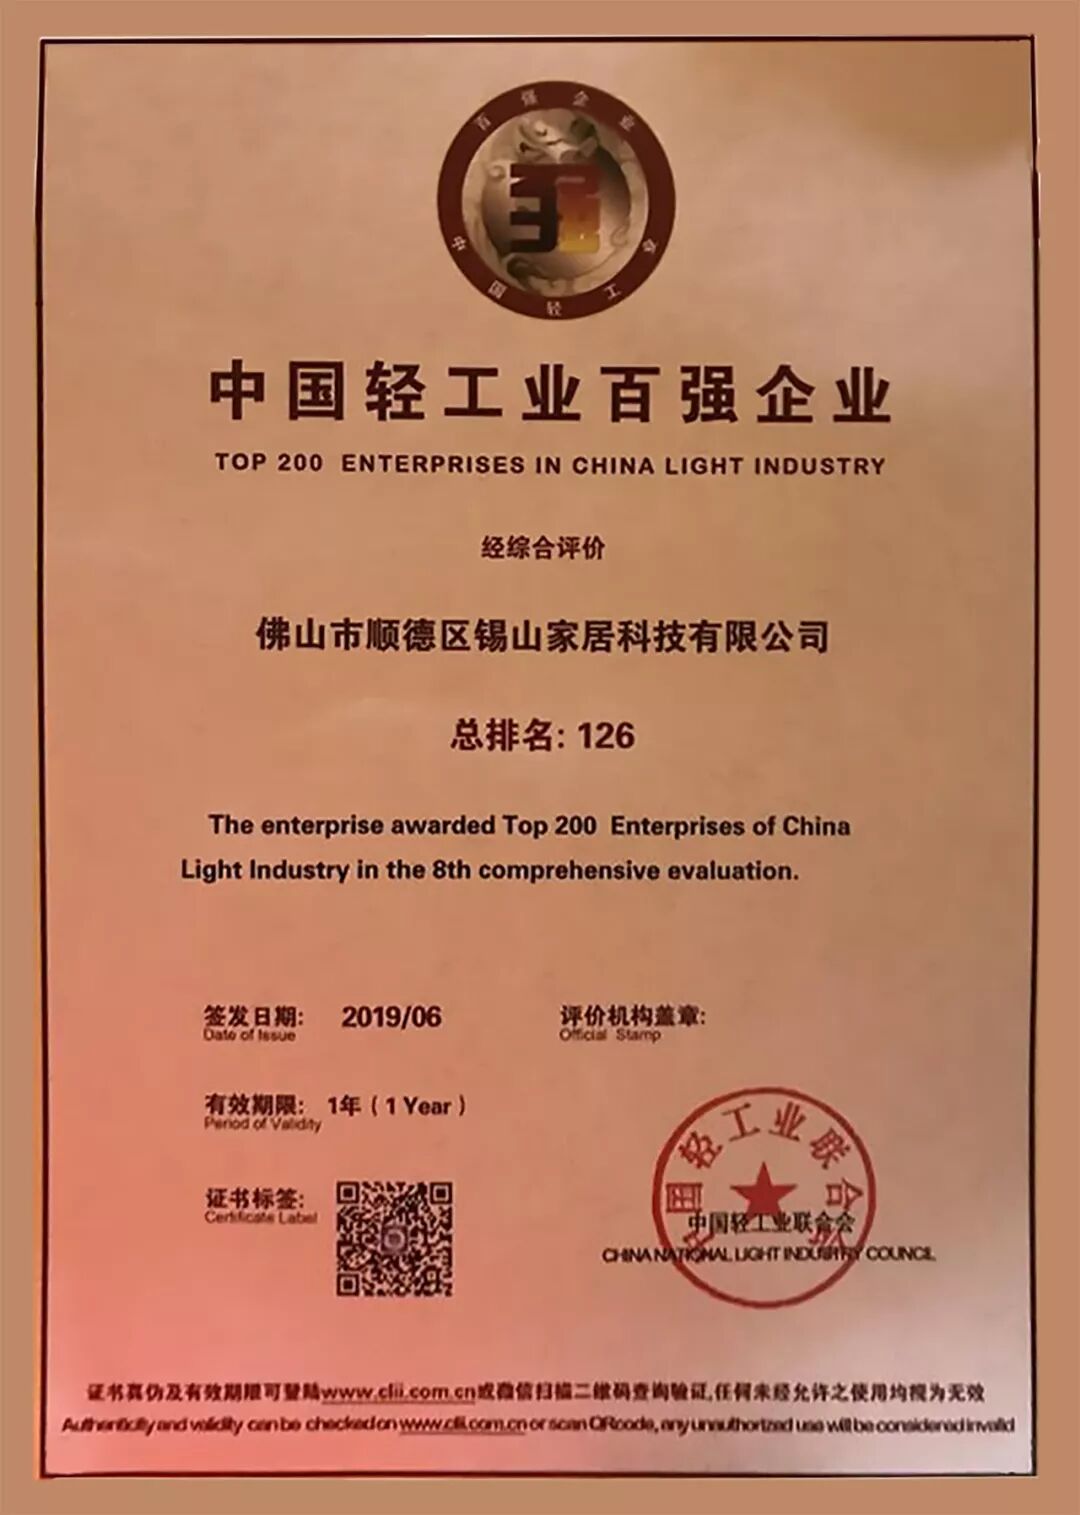 百强企业
强
中国轻工业
中国轻工业百强企业
TOP 200 ENTERPRISES IN CHINA LIGHT INDUSTRY
经综合评价
佛山市顺德区锡山家居科技有限公司
总排名: 126
The enterprise awarded Top 200 Enterprises of China
Light Industry in the 8th comprehensive evaluation.
签发日期: 2019/06
Date of Issue
评价机构盖章:
Official Stamp
有效期限: 1年 ( 1 Year )
Period of Validity
证书标签:
Certificate Label
中国轻工业联合会
中国轻工业联合会
CHINA NATIONAL LIGHT INDUSTRY COUNCIL
证书真伪及有效期限可登陆www.clii.com.cn或微信扫描二维码查询验证,任何未经允许之使用均视为无效
Authenticity and validity can be checked on www.clii.com.cn or scan QRcode, any unauthorized use will be considered invalid